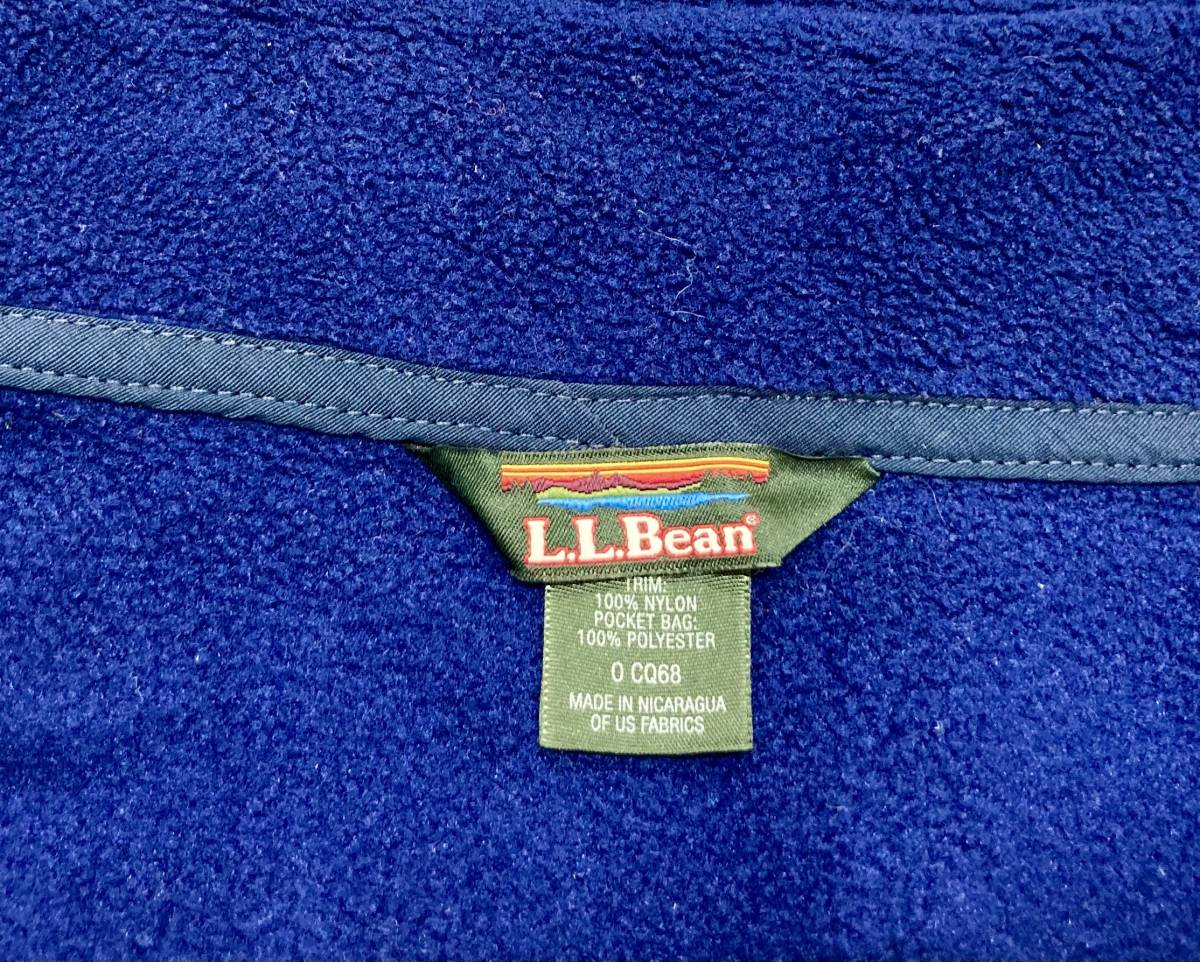 L.L.Bean®
TRIM:
100% NYLON
POCKET BAG:
100% POLYESTER
0 CQ68
MADE IN NICARAGUA
OF US FABRICS